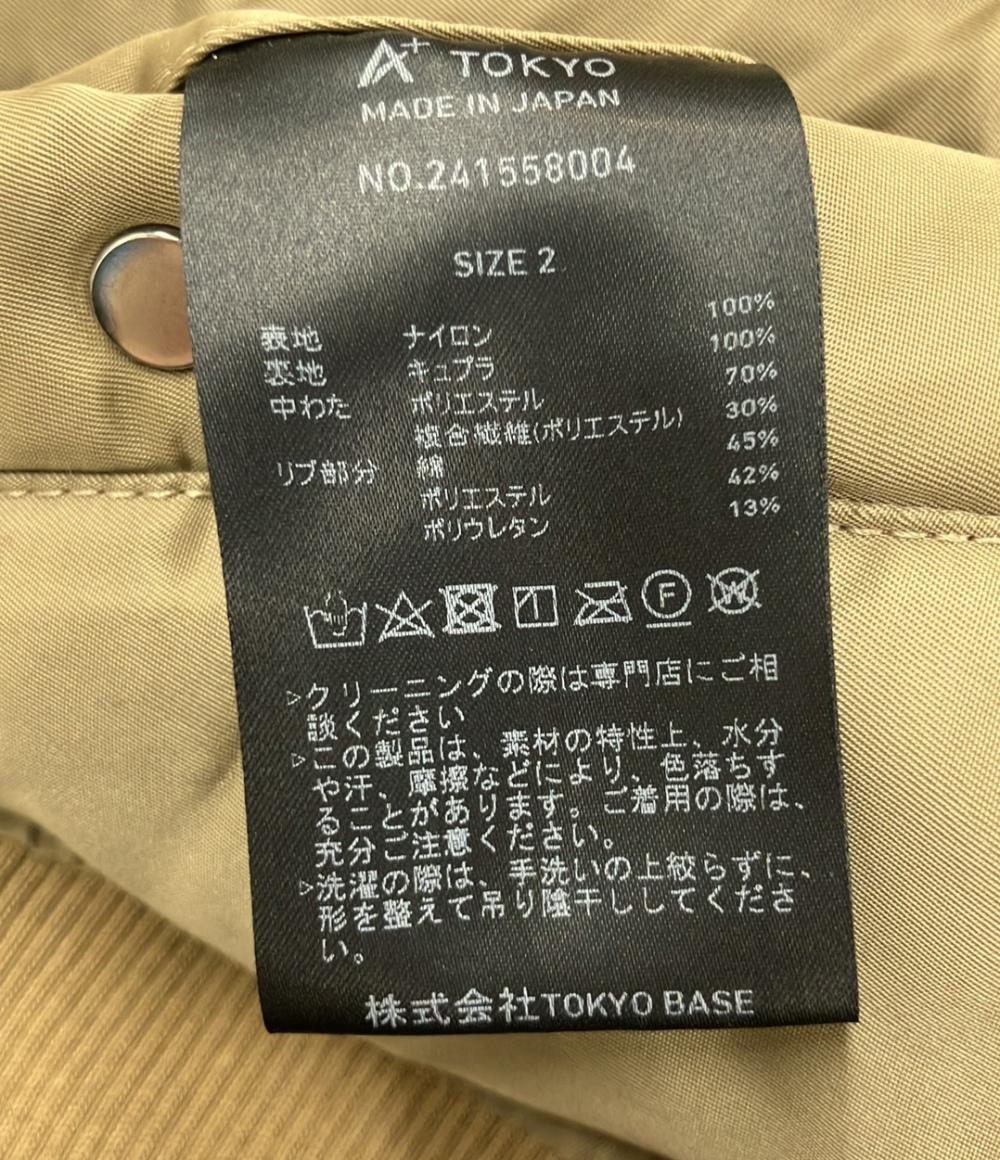 A+ TOKYO
MADE IN JAPAN
NO.241558004
SIZE 2
表地 ナイロン 100%
裏地 キュプラ 100%
中わた ポリエステル 70%
複合繊維(ポリエステル) 30%
リブ部分 綿 45%
ポリエステル 42%
ポリウレタン 13%
F
W
▷クリーニングの際は専門店にご相
談ください
▷この製品は、素材の特性上、水分
や汗、摩擦などにより、色落ちす
ることがあります。ご着用の際は、
充分ご注意ください。
▷洗濯の際は、手洗いの上絞らずに、
形を整えて吊り陰干ししてくださ
い。
株式会社TOKYO BASE